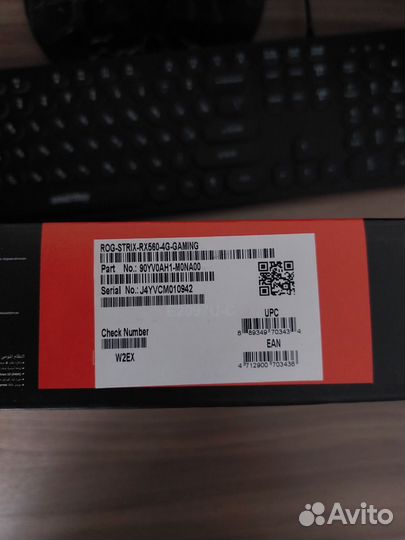 ROG-STRIX-RX560-4G-GAMING
Part No.: 90YV0AH1-M0NA00
Serial No.: J4YVCM010942
UPC
Check Number
8 89349 70343 4
EAN
W2EX
4 712900 703436
Avito